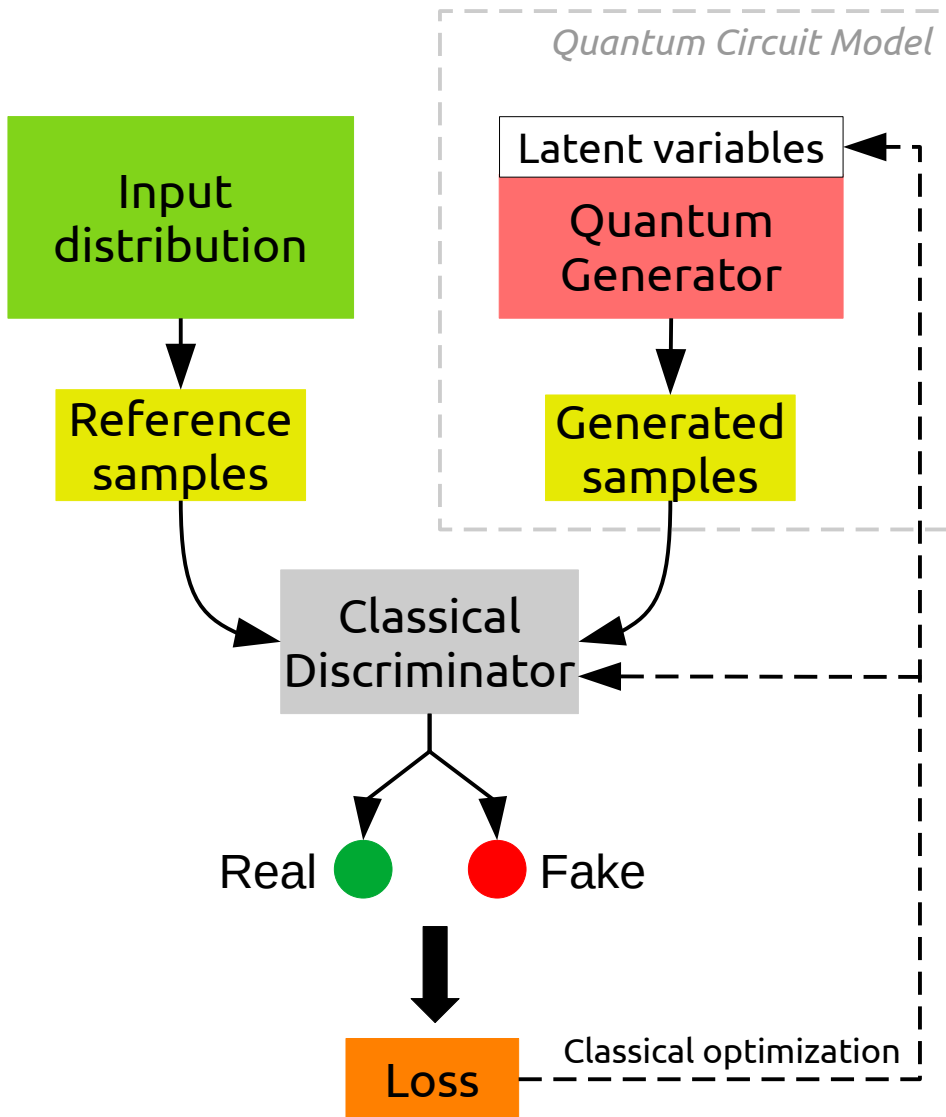 Quantum Circuit Model
Input
distribution
Latent variables
Quantum
Generator
Reference
samples
Generated
samples
Classical
Discriminator
Real
Fake
Loss
Classical optimization